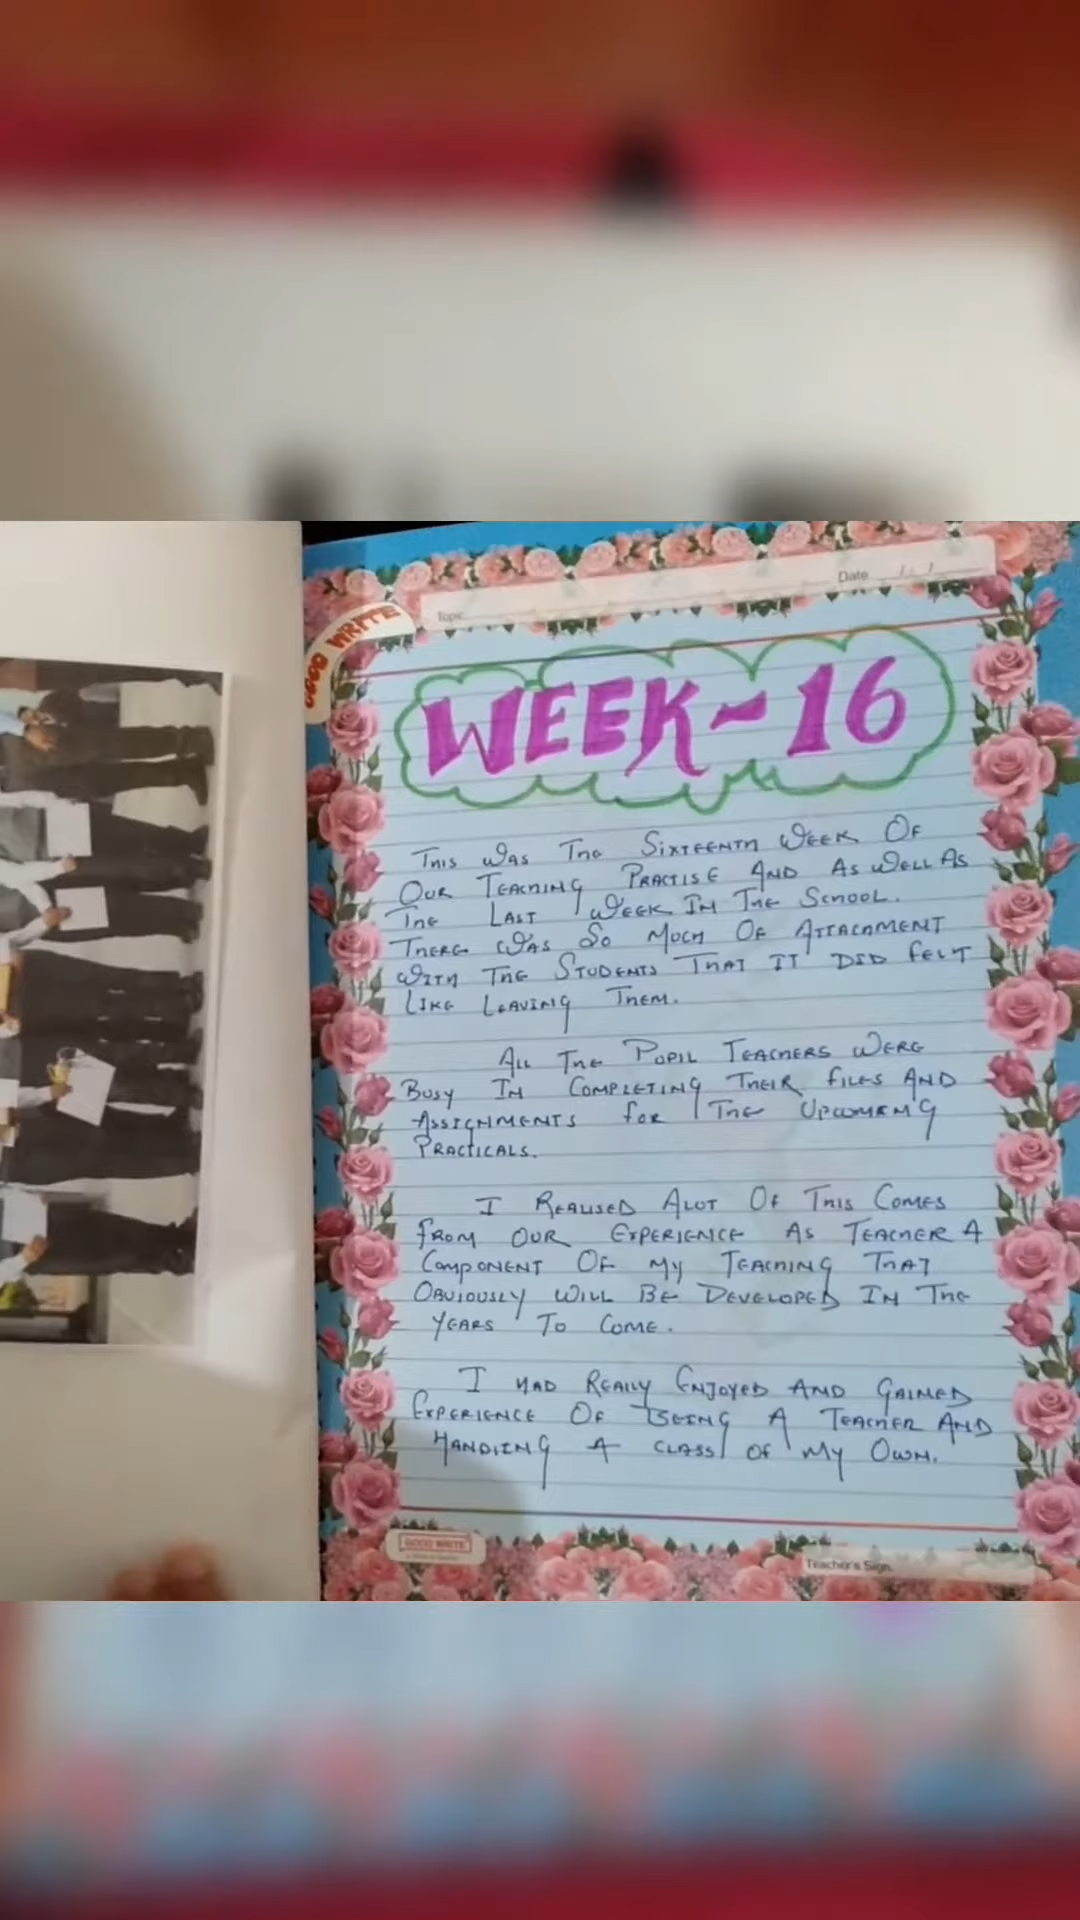 GOOD WRITE
Date
Topic
WEEK-16
THIS WAS THE SIXTEENTH WEEK OF
OUR TEACHING PRACTISE AND AS WELL AS
THE LAST WEEK IN THE SCHOOL.
THERE WAS SO MUCH OF ATTACHMENT
WITH THE STUDENTS THAT IT DID FELT
LIKE LEAVING THEM.
ALL THE PUPIL TEACHERS WERE
BUSY IN COMPLETING THEIR FILES AND
ASSIGNMENTS FOR THE UPCOMING
PRACTICALS.
I REALISED ALOT OF THIS COMES
FROM OUR EXPERIENCE AS TEACHER A
COMPONENT OF MY TEACHING THAT
OBVIOUSLY WILL BE DEVELOPED IN THE
YEARS TO COME.
I HAD REALLY ENJOYED AND GAINED
EXPERIENCE OF BEING A TEACHER AND
HANDLING A CLASS OF MY OWN.
GOOD WRITE
Teacher's Sign.